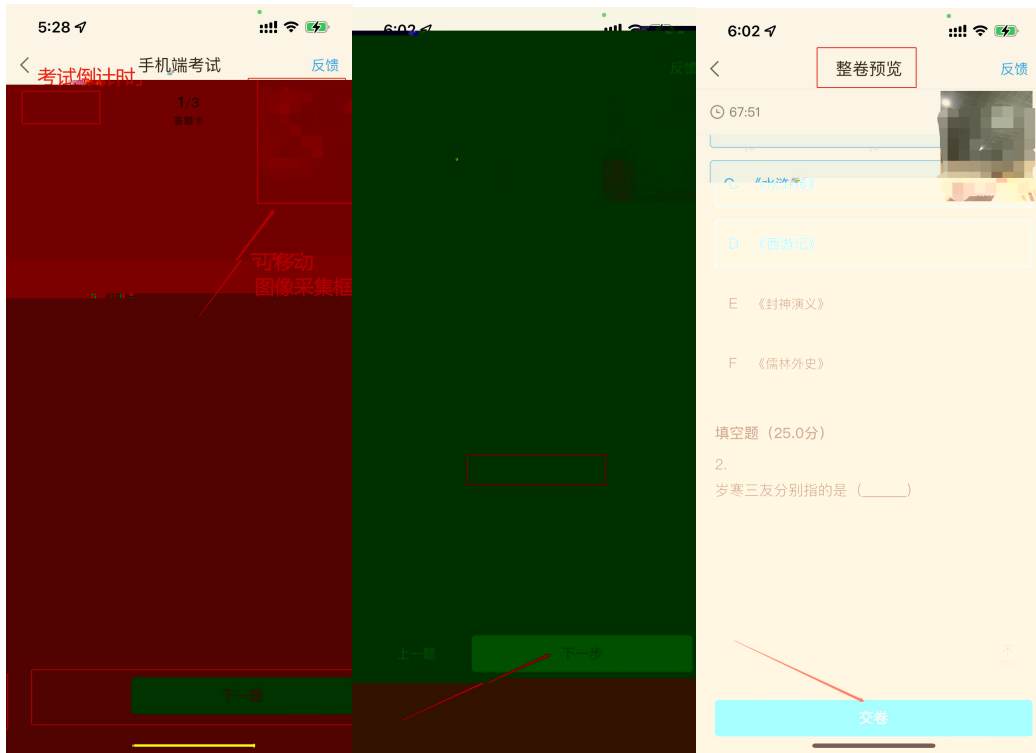 5:28
手机端考试
反馈
考试倒计时
1/3
答题卡
可移动
图像采集框
下一题
6:02
反馈
上一题
下一步
6:02
整卷预览
反馈
67:51
D 《西游记》
E 《封神演义》
F 《儒林外史》
填空题（25.0分）
2.
岁寒三友分别指的是（______）
交卷